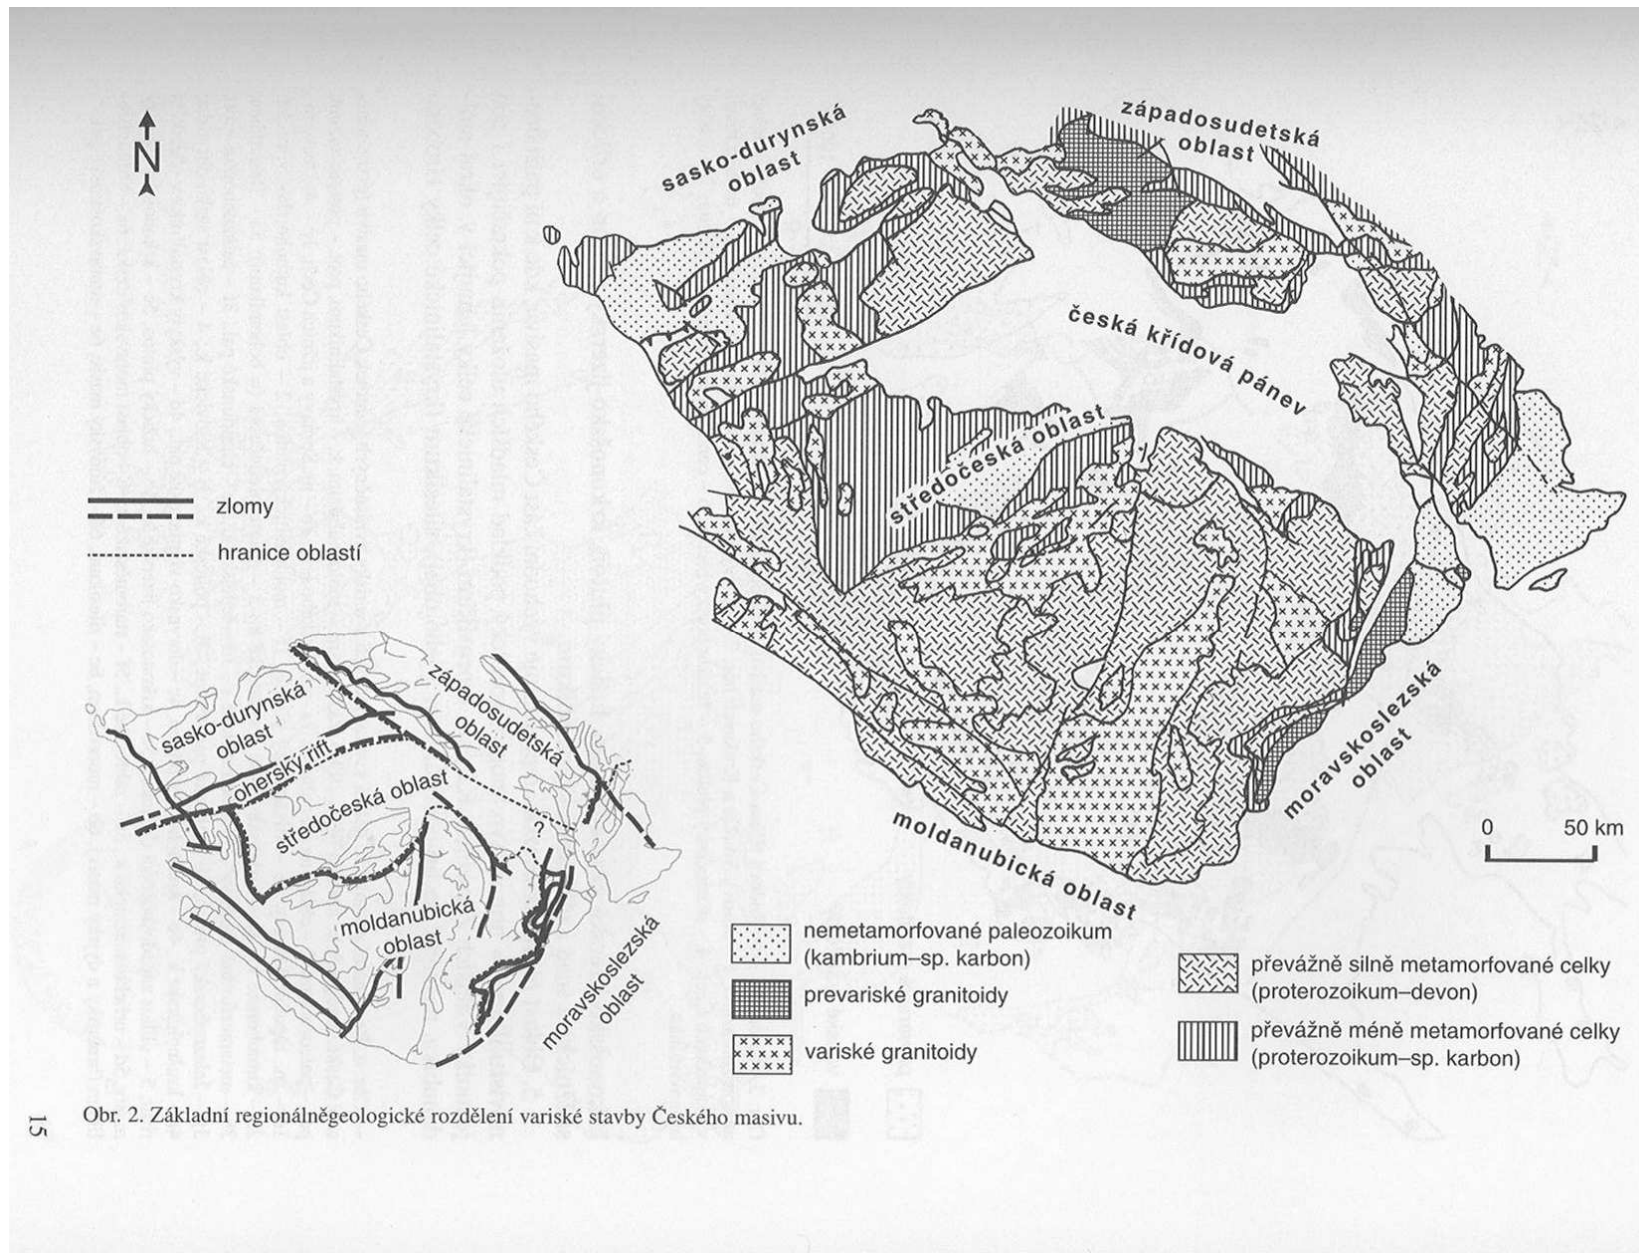 N
sasko-durynská
oblast
západosudetská
oblast
česká křídová pánev
středočeská oblast
moldanubická oblast
moravskoslezská
oblast
zlomy
hranice oblastí
sasko-durynská
oblast
západosudetská
oblast
oherský rift
středočeská oblast
?
moldanubická
oblast
moravskoslezská
oblast
0 50 km
nemetamorfované paleozoikum
(kambrium–sp. karbon)
prevariské granitoidy
variské granitoidy
převážně silně metamorfované celky
(proterozoikum–devon)
převážně méně metamorfované celky
(proterozoikum–sp. karbon)
Obr. 2. Základní regionálněgeologické rozdělení variské stavby Českého masivu.
15